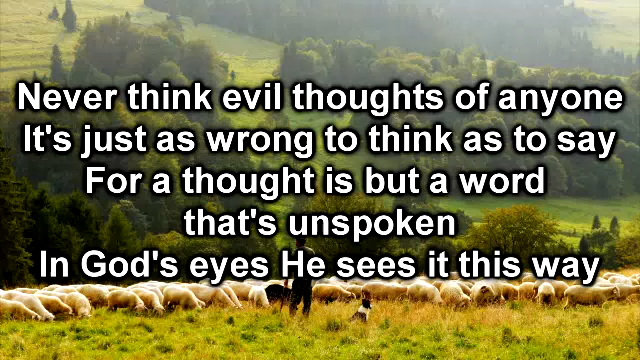 Never think evil thoughts of anyone
It's just as wrong to think as to say
For a thought is but a word
that's unspoken
In God's eyes He sees it this way